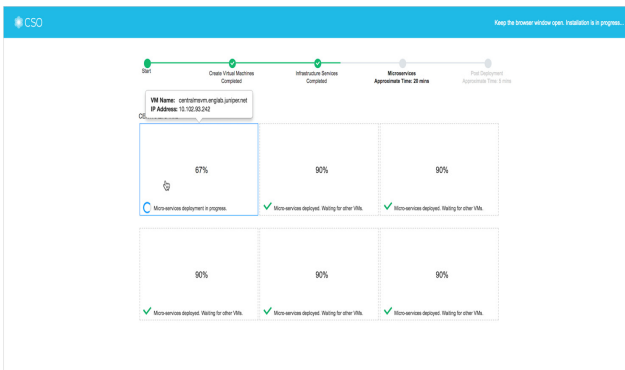 CSO
Keep the browser window open. Installation is in progress...
Start
Create Virtual Machines
Completed
Infrastructure Services
Completed
Microservices
Approximate Time: 20 mins
Post Deployment
Approximate Time: 5 mins
VM Name: centralmsvm.englab.juniper.net
IP Address: 10.102.93.242
67%
90%
90%
Micro-services deployment in progress.
Micro-services deployed. Waiting for other VMs.
Micro-services deployed. Waiting for other VMs.
90%
90%
90%
Micro-services deployed. Waiting for other VMs.
Micro-services deployed. Waiting for other VMs.
Micro-services deployed. Waiting for other VMs.